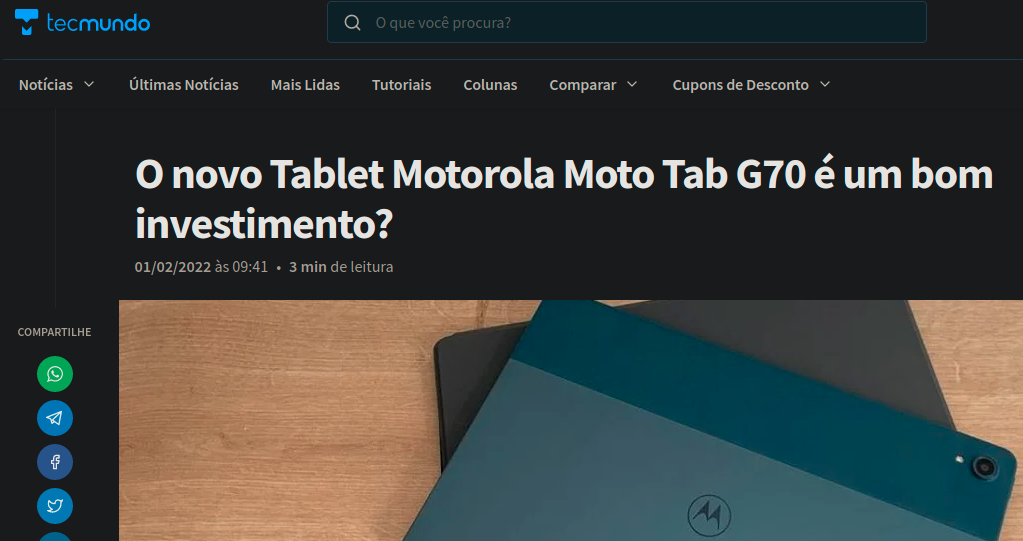 tecmundo
O que você procura?
Notícias
Últimas Notícias
Mais Lidas
Tutoriais
Colunas
Comparar
Cupons de Desconto
O novo Tablet Motorola Moto Tab G70 é um bom
investimento?
01/02/2022 às 09:41 • 3 min de leitura
COMPARTILHE